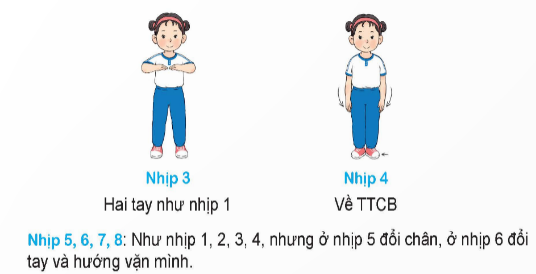 Nhịp 3
Nhịp 4
Hai tay như nhịp 1
Về TTCB
Nhịp 5, 6, 7, 8: Như nhịp 1, 2, 3, 4, nhưng ở nhịp 5 đổi chân, ở nhịp 6 đổi
tay và hướng vặn mình.